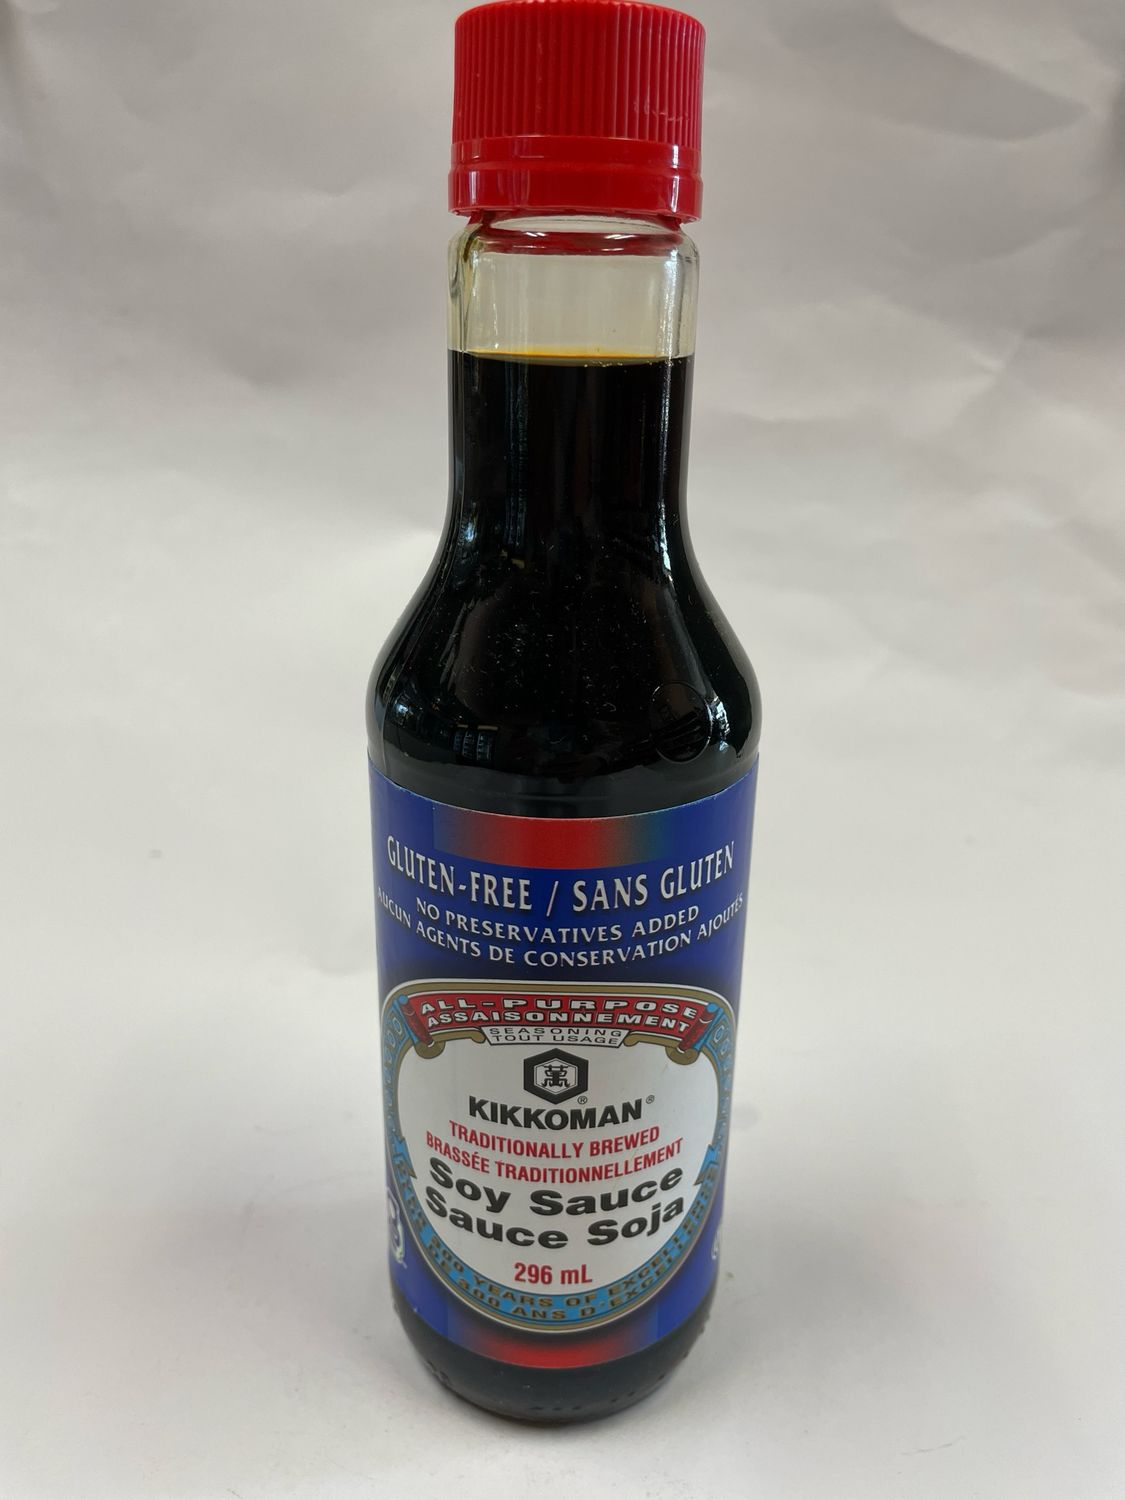 GLUTEN-FREE / SANS GLUTEN
NO PRESERVATIVES ADDED
AUCUN AGENTS DE CONSERVATION AJOUTÉS
ALL-PURPOSE
ASSAISONNEMENT
SEASONING
TOUT USAGE
KIKKOMAN®
TRADITIONALLY BREWED
BRASSÉE TRADITIONNELLEMENT
Soy Sauce
Sauce Soja
296 mL
300 YEARS OF EXCELLENCE
DE 300 ANS D'EXCELLENCE